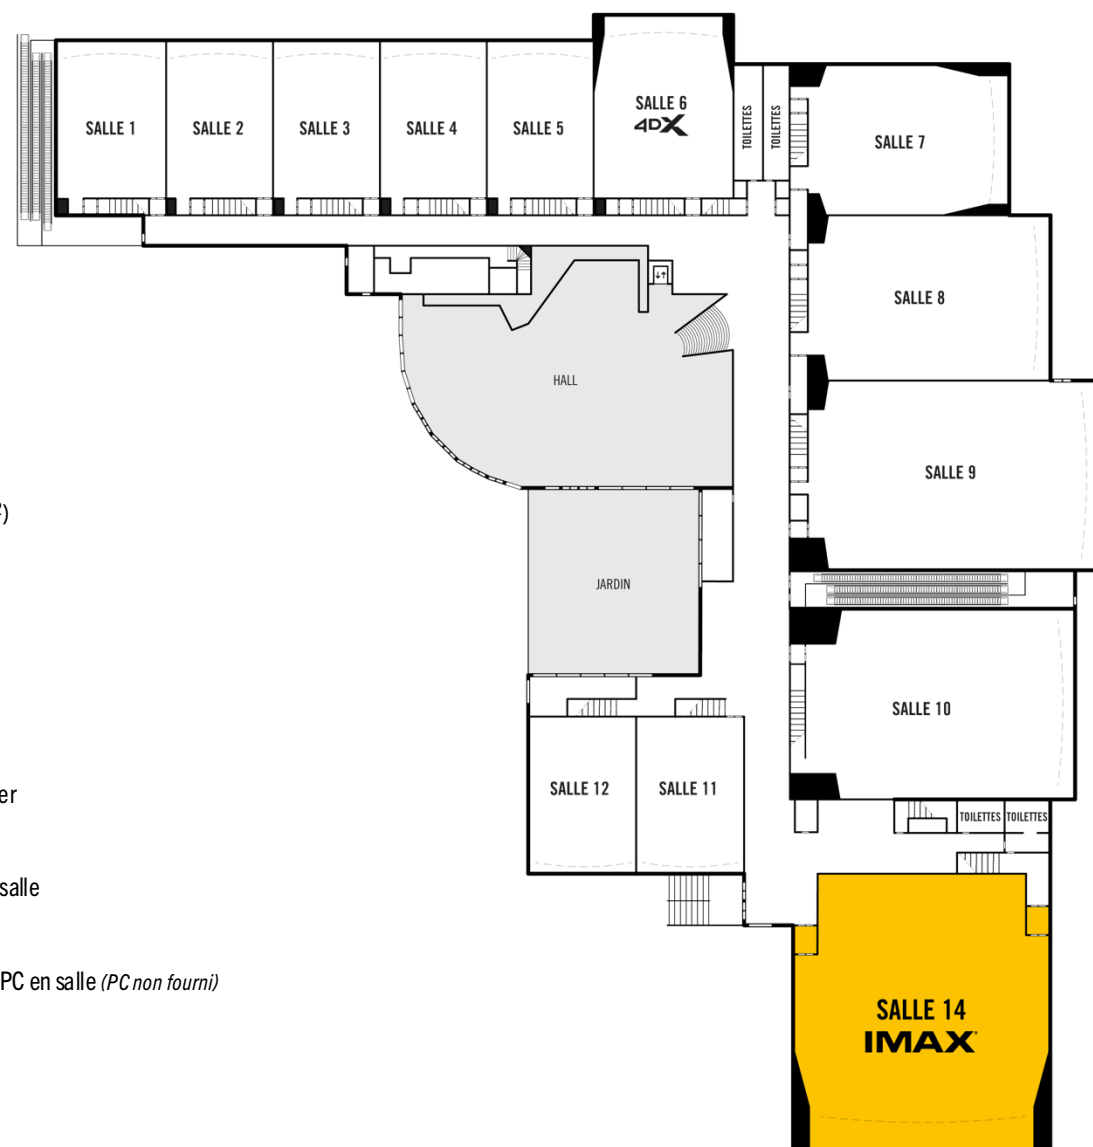 SALLE 1
SALLE 2
SALLE 3
SALLE 4
SALLE 5
SALLE 6
4DX
TOILETTES
TOILETTES
SALLE 7
SALLE 8
HALL
SALLE 9
²)
JARDIN
SALLE 10
SALLE 12
SALLE 11
er
TOILETTES
TOILETTES
salle
PC en salle (PC non fourni)
SALLE 14
IMAX